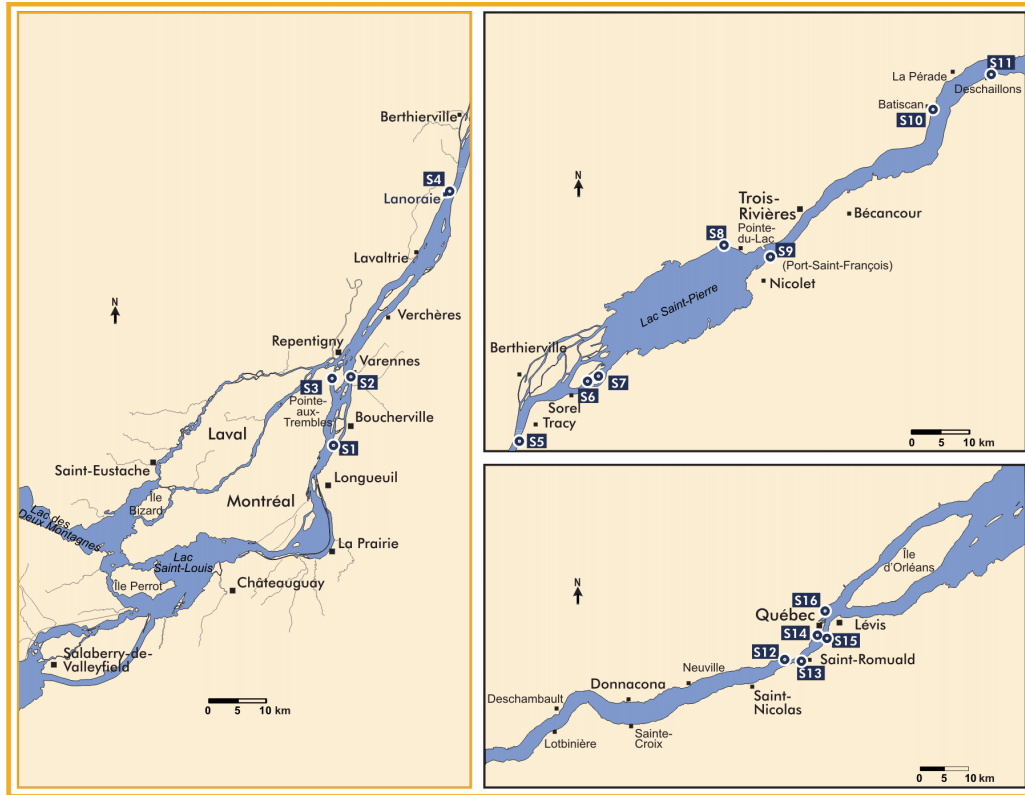 Berthierville
S4
Lanoraie
Lavaltrie
N
Verchères
Repentigny
Varennes
S3
S2
Pointe-
aux-
Trembles
Boucherville
Laval
S1
Saint-Eustache
Longueuil
Île
Bizard
Montréal
Lac des
Deux Montagnes
La Prairie
Lac
Saint-Louis
Île Perrot
Châteauguay
Salaberry-de-
Valleyfield
0 5 10 km
S11
La Pérade
Deschaillons
Batiscan
S10
N
Trois-
Rivières
Bécancour
S8
Pointe-
du-Lac
S9
(Port-Saint-François)
Nicolet
Lac Saint-Pierre
Berthierville
S7
S6
Sorel
Tracy
S5
0 5 10 km
Île
d'Orléans
N
S16
Québec
Lévis
S14
S15
S12
Saint-Romuald
S13
Neuville
Donnacona
Saint-
Nicolas
Deschambault
Lotbinière
Sainte-
Croix
0 5 10 km